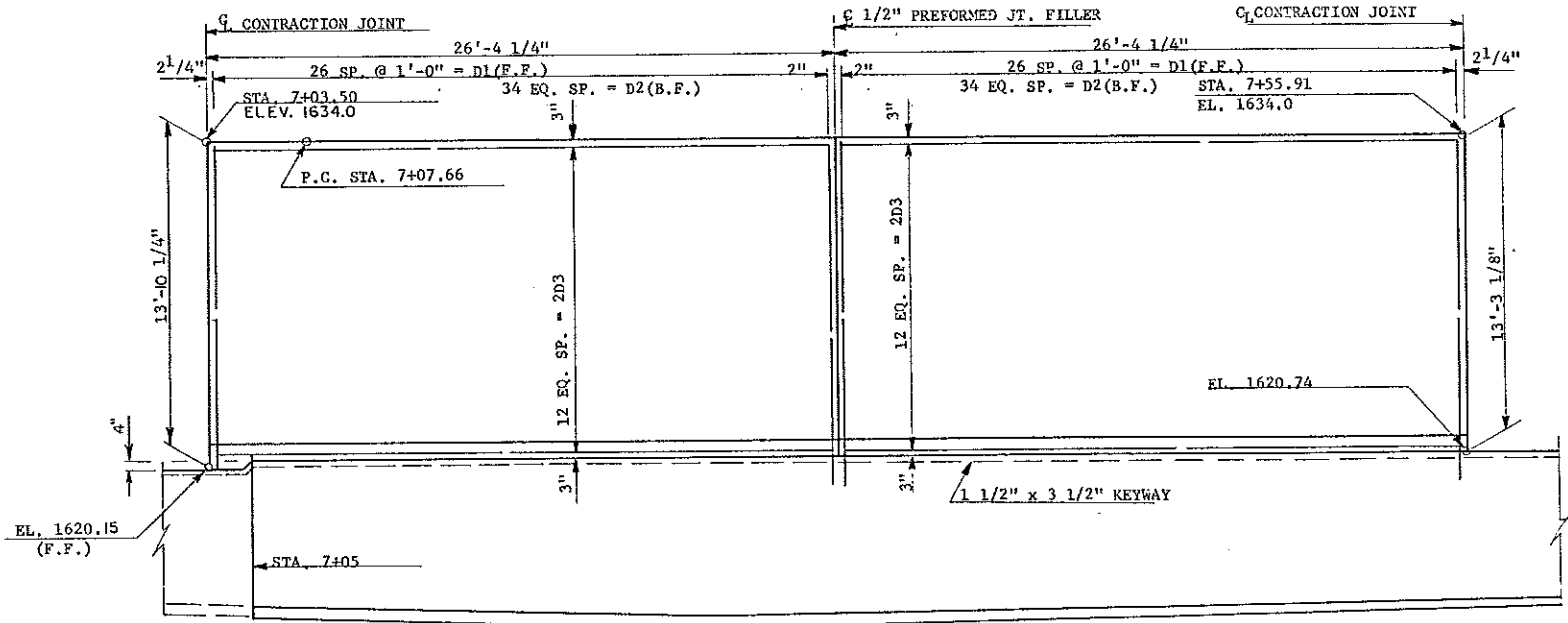 C͟L CONTRACTION JOINT
C͟L 1/2" PREFORMED JT. FILLER
C͟L CONTRACTION JOINT
26'-4 1/4"
26'-4 1/4"
2 1/4"
26 SP. @ 1'-0" = D1(F.F.)
2"
2"
26 SP. @ 1'-0" = D1(F.F.)
2 1/4"
34 EQ. SP. = D2(B.F.)
34 EQ. SP. = D2(B.F.)
STA. 7+03.50
ELEV. 1634.0
3"
3"
STA. 7+55.91
EL. 1634.0
P.C. STA. 7+07.66
13'-10 1/4"
12 EQ. SP. = 2D3
12 EQ. SP. = 2D3
13'-3 1/8"
EL. 1620.74
4"
3"
3"
1 1/2" x 3 1/2" KEYWAY
EL. 1620.15
(F.F.)
STA. 7+05